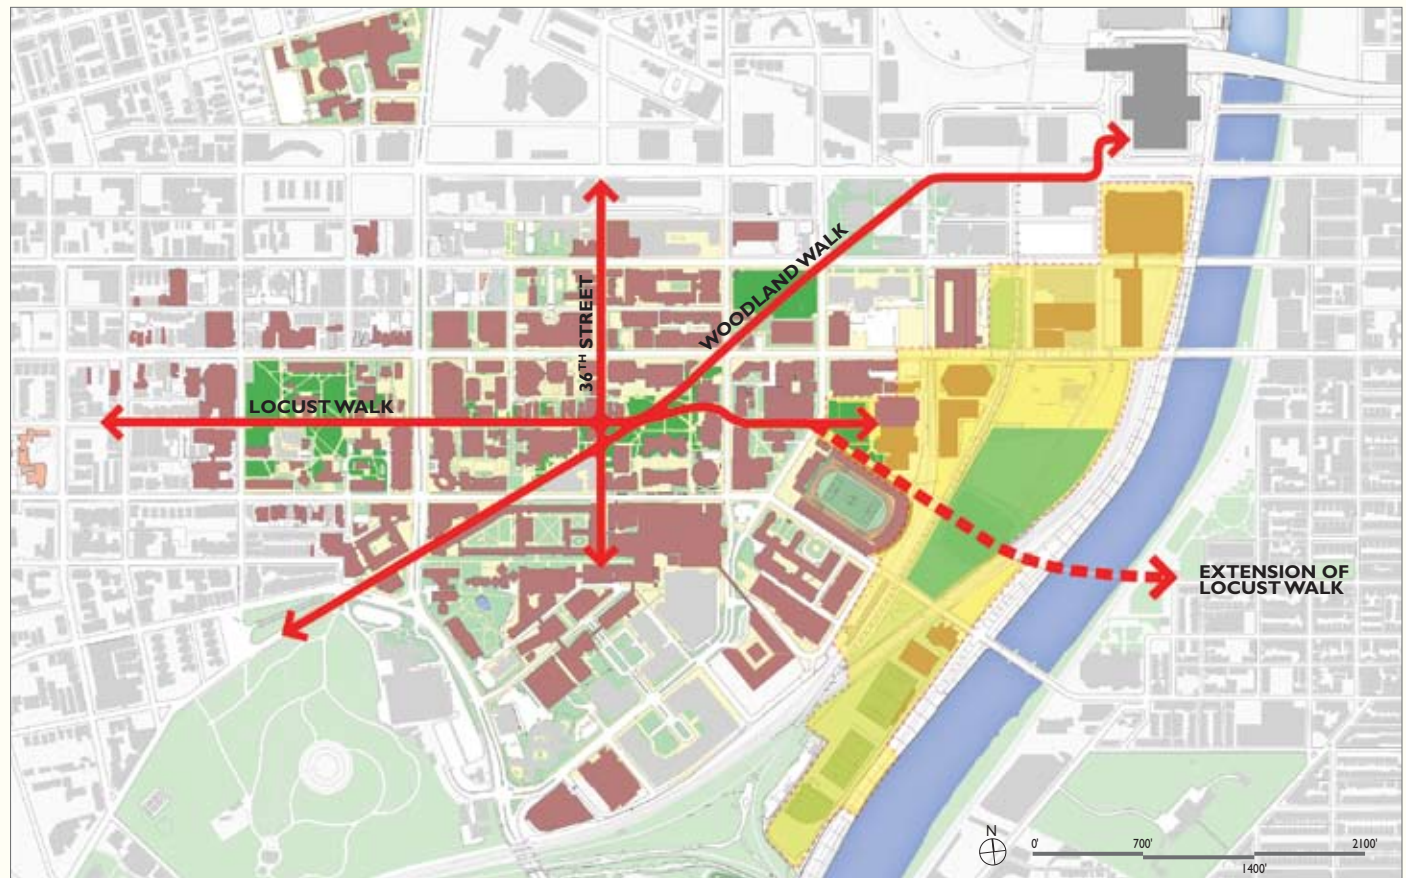 36TH STREET
WOODLAND WALK
LOCUST WALK
EXTENSION OF
LOCUST WALK
N
0'
700'
2100'
1400'